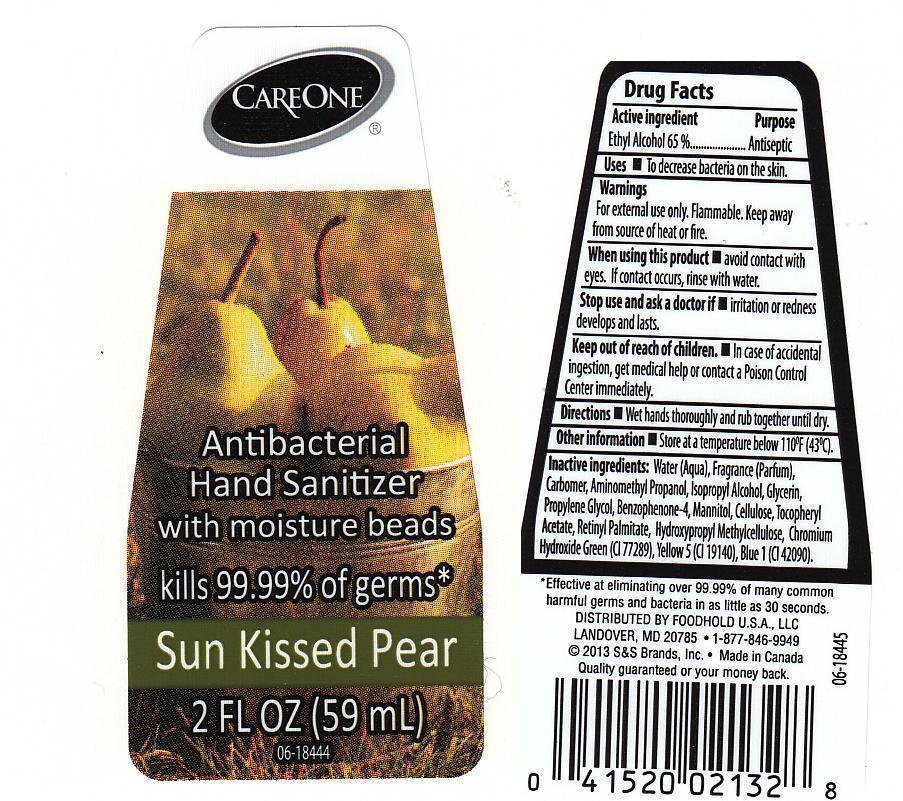 CAREONE
®
Antibacterial
Hand Sanitizer
with moisture beads
kills 99.99% of germs*
Sun Kissed Pear
2 FL OZ (59 mL)
06-18444
Drug Facts
Active ingredient Purpose
Ethyl Alcohol 65 %.................... Antiseptic
Uses ■ To decrease bacteria on the skin.
Warnings
For external use only. Flammable. Keep away
from source of heat or fire.
When using this product ■ avoid contact with
eyes. If contact occurs, rinse with water.
Stop use and ask a doctor if ■ irritation or redness
develops and lasts.
Keep out of reach of children. ■ In case of accidental
ingestion, get medical help or contact a Poison Control
Center immediately.
Directions ■ Wet hands thoroughly and rub together until dry.
Other information ■ Store at a temperature below 110ºF (43ºC).
Inactive ingredients: Water (Aqua), Fragrance (Parfum),
Carbomer, Aminomethyl Propanol, Isopropyl Alcohol, Glycerin,
Propylene Glycol, Benzophenone-4, Mannitol, Cellulose, Tocopheryl
Acetate, Retinyl Palmitate, Hydroxypropyl Methylcellulose, Chromium
Hydroxide Green (CI 77289), Yellow 5 (CI 19140), Blue 1 (CI 42090).
*Effective at eliminating over 99.99% of many common
harmful germs and bacteria in as little as 30 seconds.
DISTRIBUTED BY FOODHOLD U.S.A., LLC
LANDOVER, MD 20785 • 1-877-846-9949
© 2013 S&S Brands, Inc. • Made in Canada
Quality guaranteed or your money back.
06-18445
0 41520 02132 8